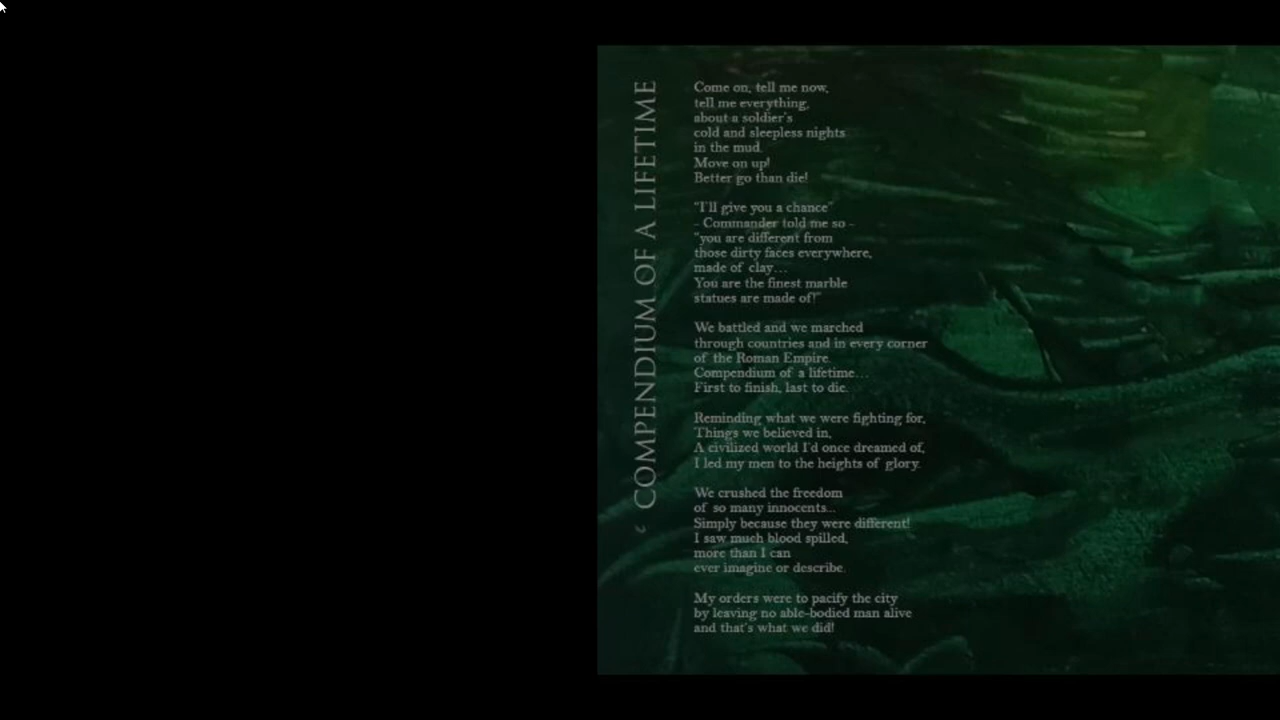 COMPENDIUM OF A LIFETIME
Come on, tell me now,
tell me everything,
about a soldier's
cold and sleepless nights
in the mud.
Move on up!
Better go than die!
"I'll give you a chance"
- Commander told me so -
"you are different from
those dirty faces everywhere,
made of clay...
You are the finest marble
statues are made of!"
We battled and we marched
through countries and in every corner
of the Roman Empire.
Compendium of a lifetime...
First to finish, last to die.
Reminding what we were fighting for,
Things we believed in,
A civilized world I'd once dreamed of,
I led my men to the heights of glory.
We crushed the freedom
of so many innocents...
Simply because they were different!
I saw much blood spilled,
more than I can
ever imagine or describe.
My orders were to pacify the city
by leaving no able-bodied man alive
and that's what we did!